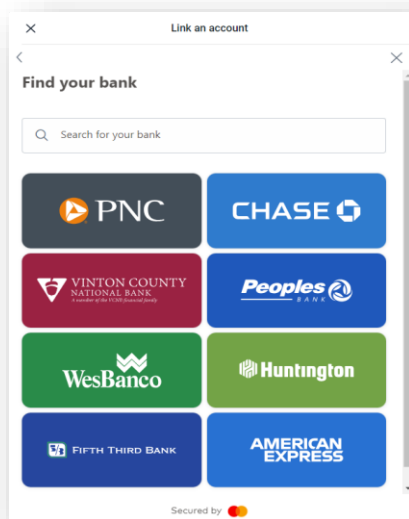 Link an account
Find your bank
Search for your bank
PNC
CHASE
VINTON COUNTY
NATIONAL BANK
A member of the VCNB financial family
Peoples
BANK
WesBanco
Huntington
FIFTH THIRD BANK
AMERICAN
EXPRESS
Secured by